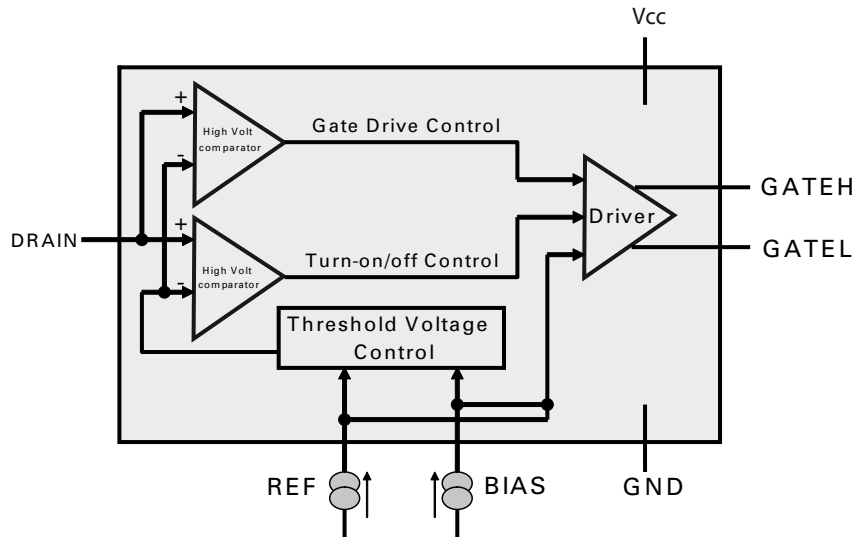 Vcc
+
High Volt
comparator
-
Gate Drive Control
GATEH
Driver
DRAIN
+
High Volt
comparator
-
Turn-on/off Control
GATEL
Threshold Voltage
Control
REF
BIAS
GND